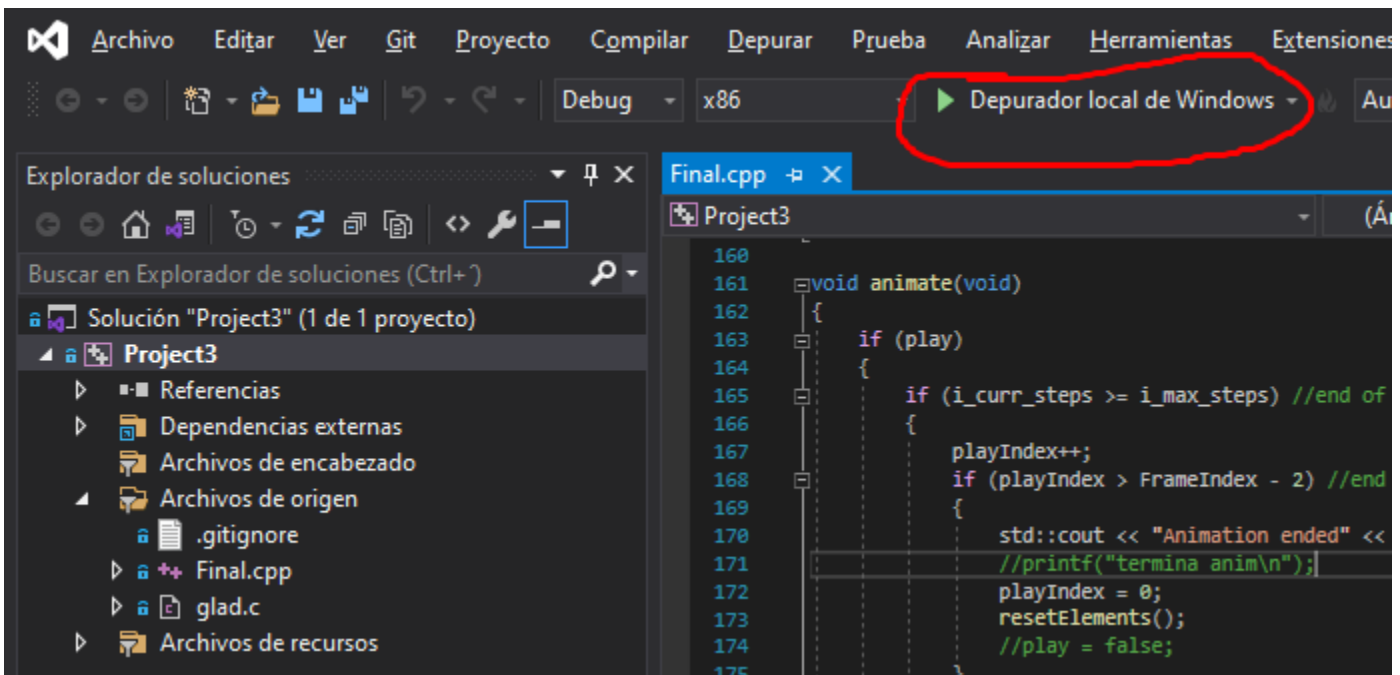 Archivo Editar Ver Git Proyecto Compilar Depurar Prueba Analizar Herramientas Extensiones
Debug x86 Depurador local de Windows Au
Explorador de soluciones
Buscar en Explorador de soluciones (Ctrl+´)
Solución "Project3" (1 de 1 proyecto)
Project3
Referencias
Dependencias externas
Archivos de encabezado
Archivos de origen
.gitignore
Final.cpp
glad.c
Archivos de recursos
Final.cpp
Project3 (Á
160
161 void animate(void)
162 {
163 if (play)
164 {
165 if (i_curr_steps >= i_max_steps) //end of
166 {
167 playIndex++;
168 if (playIndex > FrameIndex - 2) //end
169 {
170 std::cout << "Animation ended" <<
171 //printf("termina anim\n");
172 playIndex = 0;
173 resetElements();
174 //play = false;
175 }